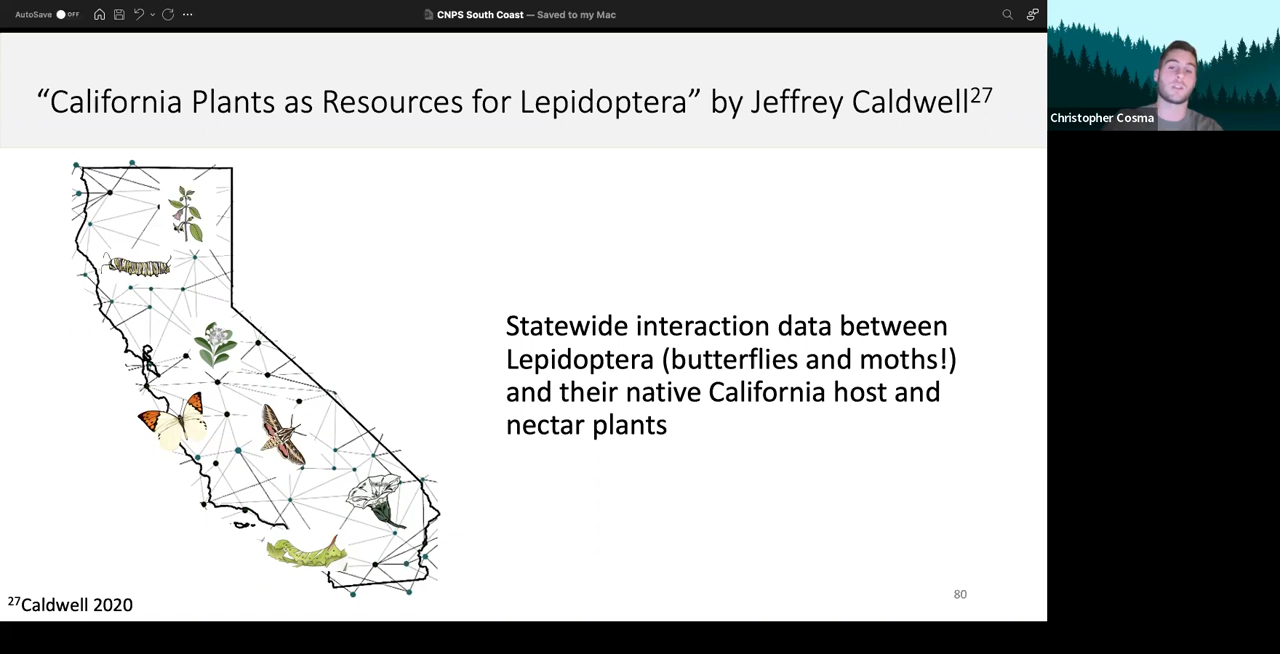 AutoSave OFF
CNPS South Coast — Saved to my Mac
“California Plants as Resources for Lepidoptera” by Jeffrey Caldwell27
Christopher Cosma
Statewide interaction data between
Lepidoptera (butterflies and moths!)
and their native California host and
nectar plants
27Caldwell 2020
80